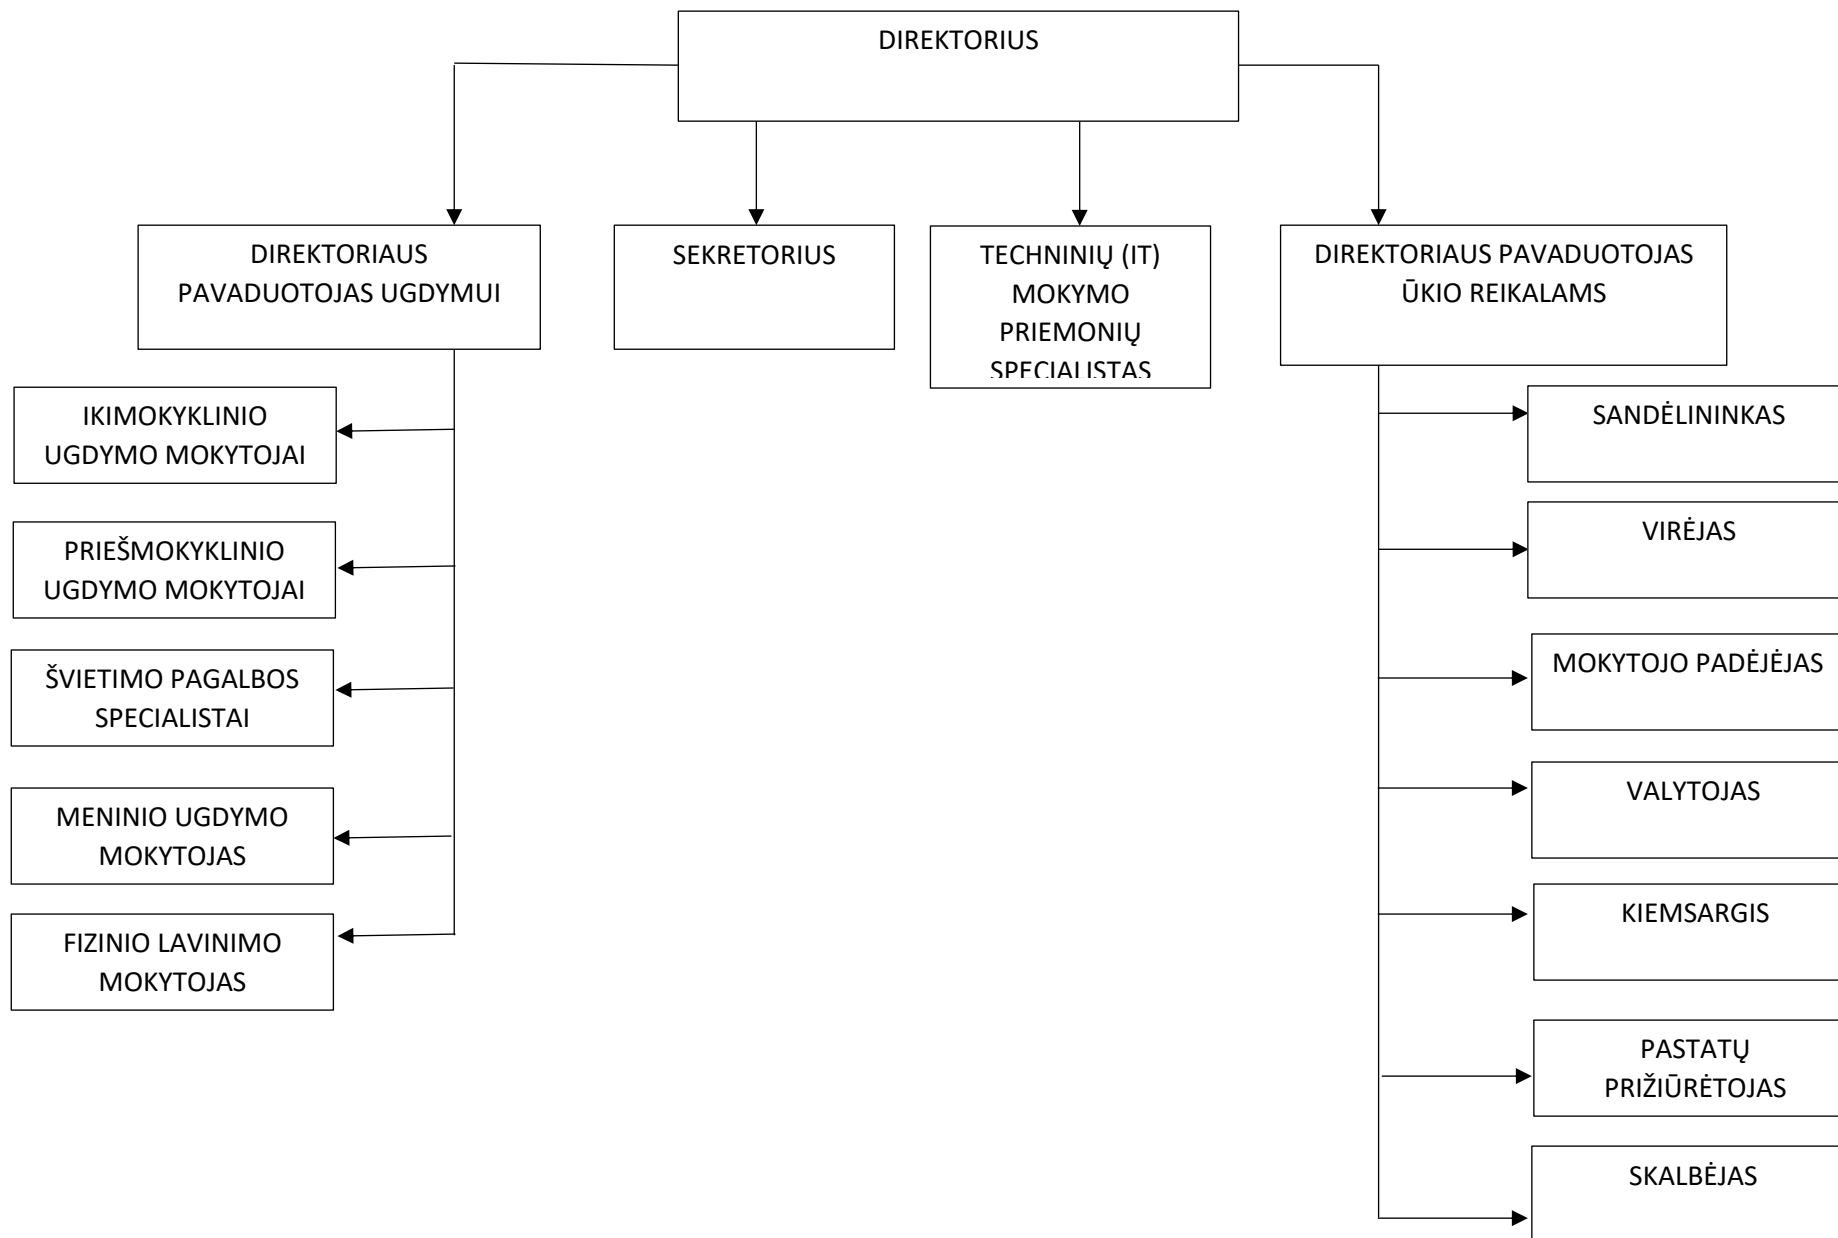 DIREKTORIUS
DIREKTORIAUS
PAVADUOTOJAS UGDYMUI
SEKRETORIUS
TECHNINIŲ (IT)
MOKYMO
PRIEMONIŲ
SPECIALISTAS
DIREKTORIAUS PAVADUOTOJAS
ŪKIO REIKALAMS
IKIMOKYKLINIO
UGDYMO MOKYTOJAI
PRIEŠMOKYKLINIO
UGDYMO MOKYTOJAI
ŠVIETIMO PAGALBOS
SPECIALISTAI
MENINIO UGDYMO
MOKYTOJAS
FIZINIO LAVINIMO
MOKYTOJAS
SANDĖLININKAS
VIRĖJAS
MOKYTOJO PADĖJĖJAS
VALYTOJAS
KIEMSARGIS
PASTATŲ
PRIŽIŪRĖTOJAS
SKALBĖJAS